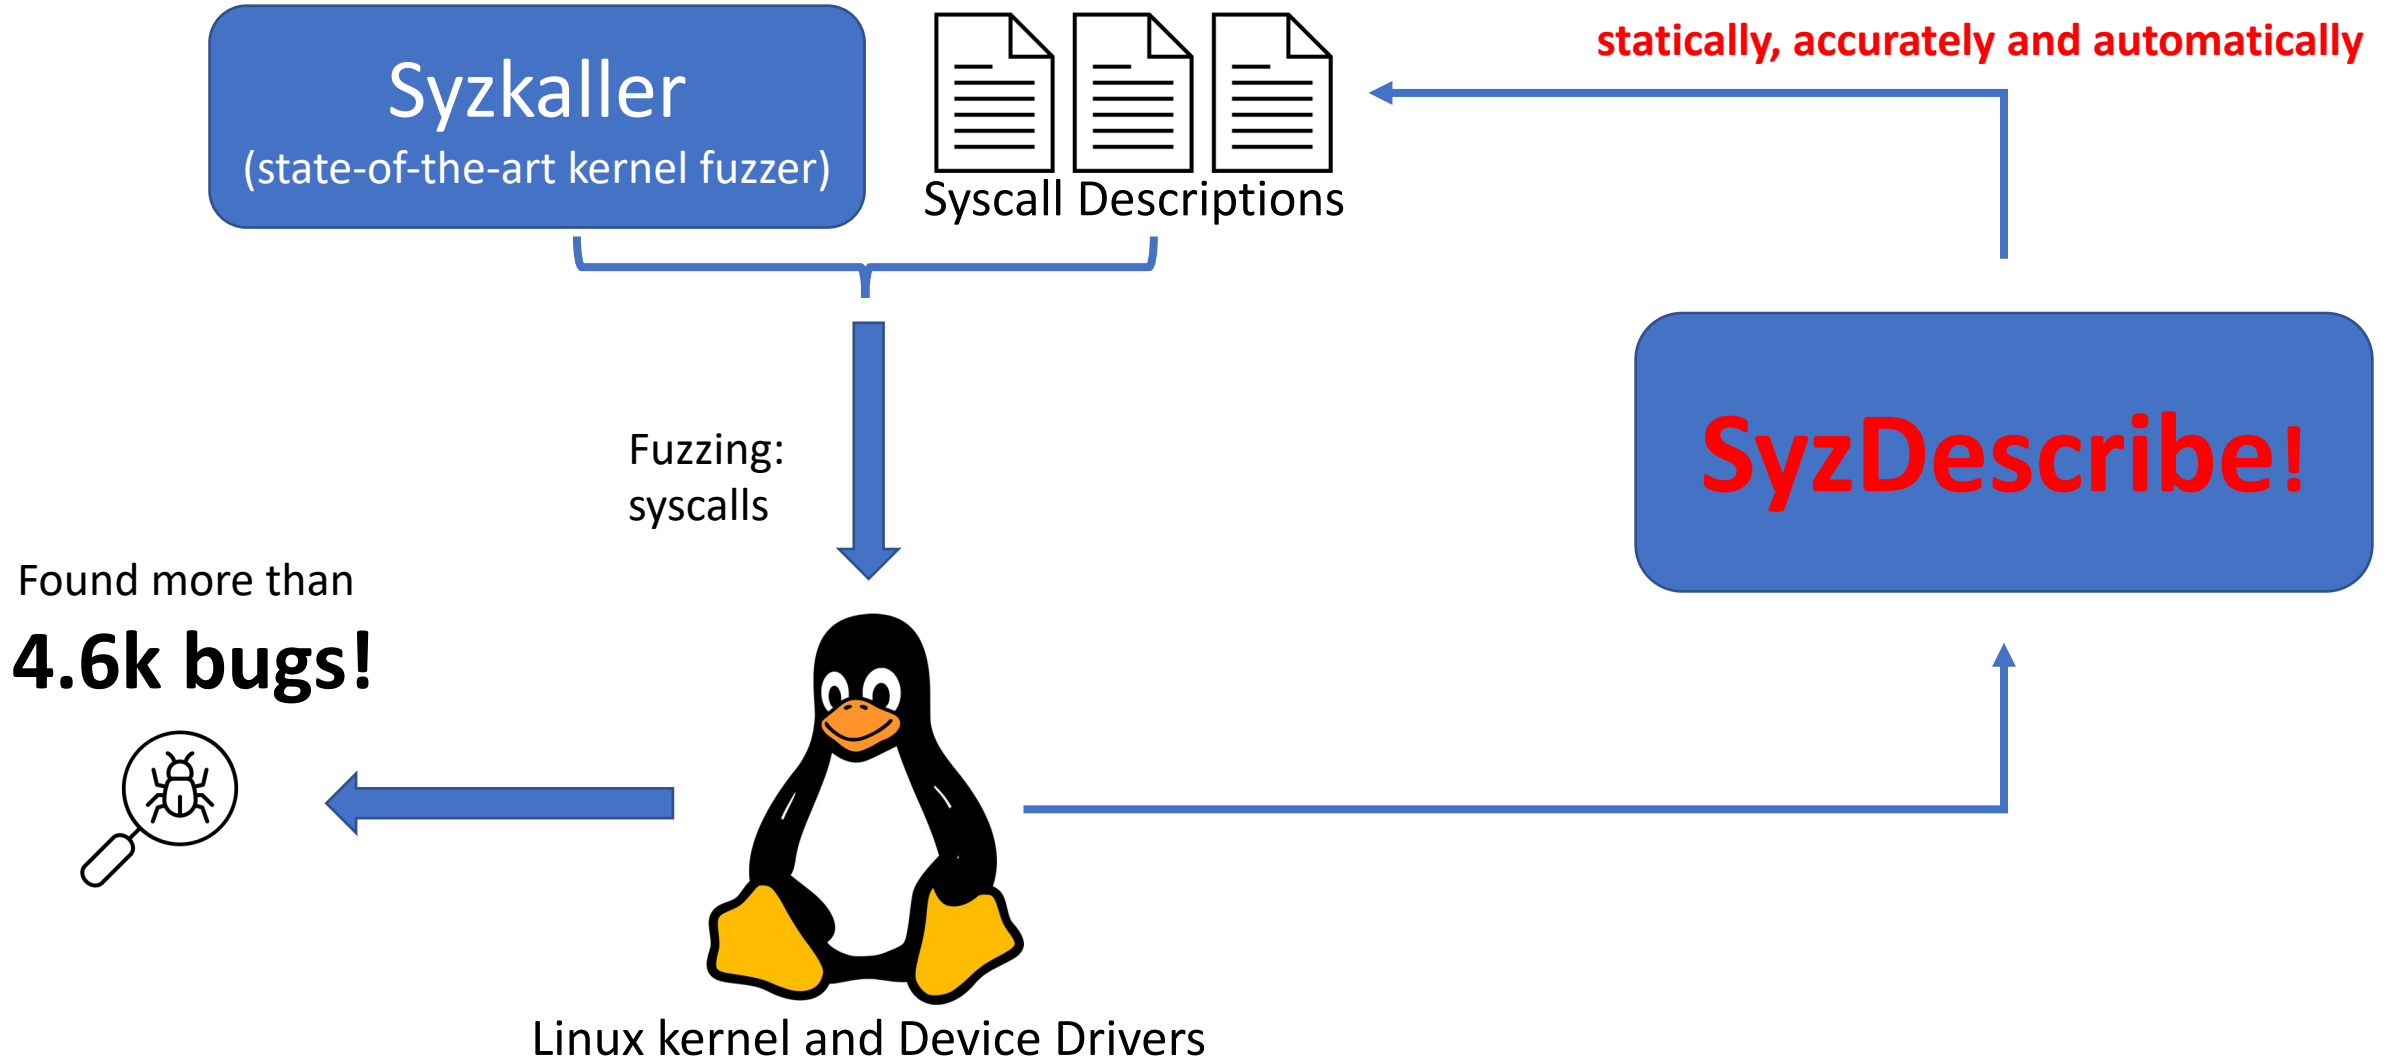 Syzkaller
(state-of-the-art kernel fuzzer)
Syscall Descriptions
statically, accurately and automatically
SyzDescribe!
Fuzzing:
syscalls
Found more than
4.6k bugs!
Linux kernel and Device Drivers